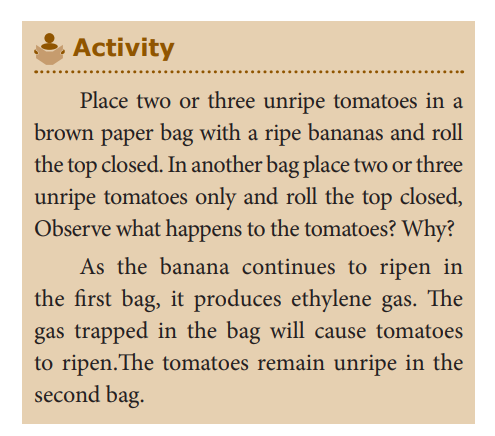 Activity
Place two or three unripe tomatoes in a
brown paper bag with a ripe bananas and roll
the top closed. In another bag place two or three
unripe tomatoes only and roll the top closed,
Observe what happens to the tomatoes? Why?
As the banana continues to ripen in
the first bag, it produces ethylene gas. The
gas trapped in the bag will cause tomatoes
to ripen.The tomatoes remain unripe in the
second bag.